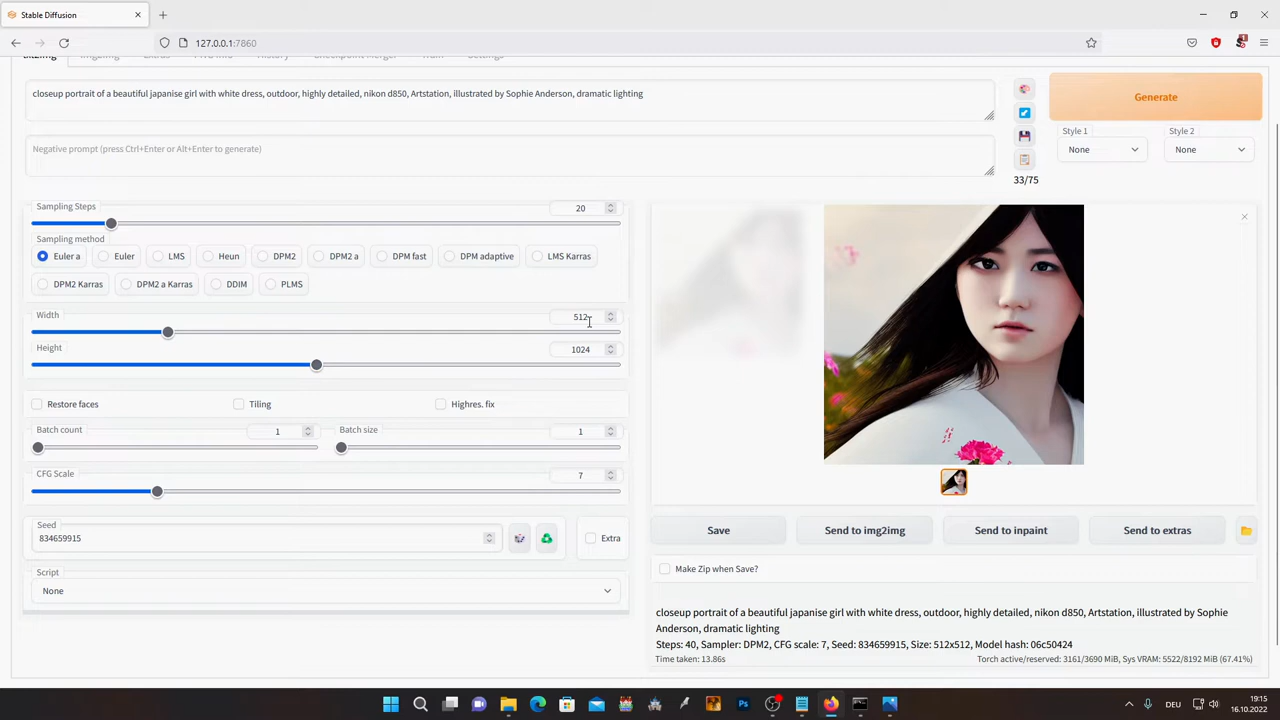 Stable Diffusion
127.0.0.1:7860
closeup portrait of a beautiful japanise girl with white dress, outdoor, highly detailed, nikon d850, Artstation, illustrated by Sophie Anderson, dramatic lighting
Generate
Negative prompt (press Ctrl+Enter or Alt+Enter to generate)
Style 1
Style 2
None
None
33/75
Sampling Steps
20
Sampling method
Euler a
Euler
LMS
Heun
DPM2
DPM2 a
DPM fast
DPM adaptive
LMS Karras
DPM2 Karras
DPM2 a Karras
DDIM
PLMS
Width
512
Height
1024
Restore faces
Tiling
Highres. fix
Batch count
1
Batch size
1
CFG Scale
7
Seed
834659915
Extra
Script
None
Save
Send to img2img
Send to inpaint
Send to extras
Make Zip when Save?
closeup portrait of a beautiful japanise girl with white dress, outdoor, highly detailed, nikon d850, Artstation, illustrated by Sophie
Anderson, dramatic lighting
Steps: 40, Sampler: DPM2, CFG scale: 7, Seed: 834659915, Size: 512x512, Model hash: 06c50424
Time taken: 13.86s
Torch active/reserved: 3161/3690 MiB, Sys VRAM: 5522/8192 MiB (67.41%)
DEU
19:15
16.10.2022